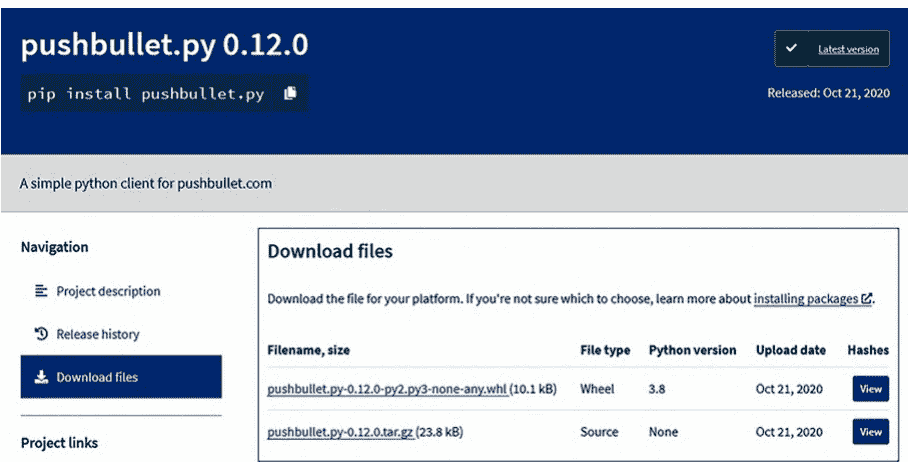 pushbullet.py 0.12.0
Latest version
pip install pushbullet.py
Released: Oct 21, 2020
A simple python client for pushbullet.com
Navigation
Project description
Release history
Download files
Project links
Download files
Download the file for your platform. If you're not sure which to choose, learn more about installing packages.
Filename, size File type Python version Upload date Hashes
pushbullet.py-0.12.0-py2.py3-none-any.whl (10.1 kB) Wheel 3.8 Oct 21, 2020 View
pushbullet.py-0.12.0.tar.gz (23.8 kB) Source None Oct 21, 2020 View